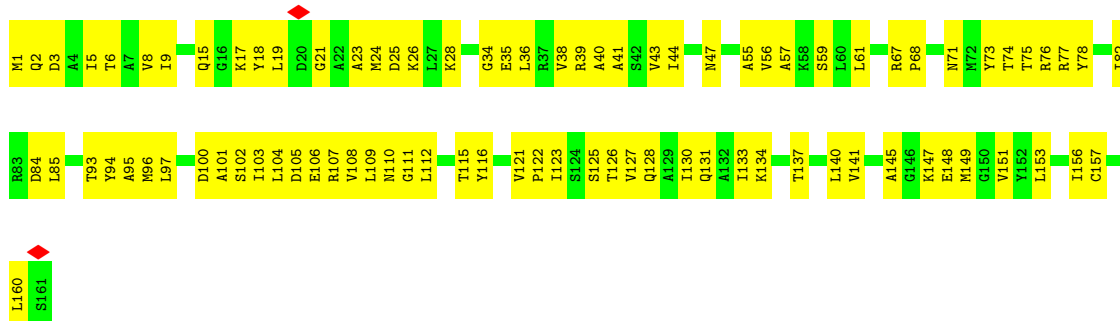 M1 Q2 D3 A4 I5 T6 A7 V8 I9 Q15 G16 K17 Y18 L19 D20 G21 A22 A23 M24 D25 K26 L27 K28 G34 E35 L36 R37 V38 R39 A40 A41 S42 V43 I44 N47 A55 V56 A57 K58 S59 L60 L61 R67 P68 N71 M72 Y73 T74 T75 R76 R77 Y78
R83 D84 L85 T93 Y94 A95 M96 L97 D100 A101 S102 I103 L104 D105 E106 R107 V108 L109 N110 G111 L112 T115 Y116 V121 P122 I123 S124 S125 T126 V127 Q128 A129 I130 Q131 A132 I133 K134 T137 L140 V141 A145 G146 K147 E148 M149 G150 V151 Y152 L153 I156 C157
L160 S161